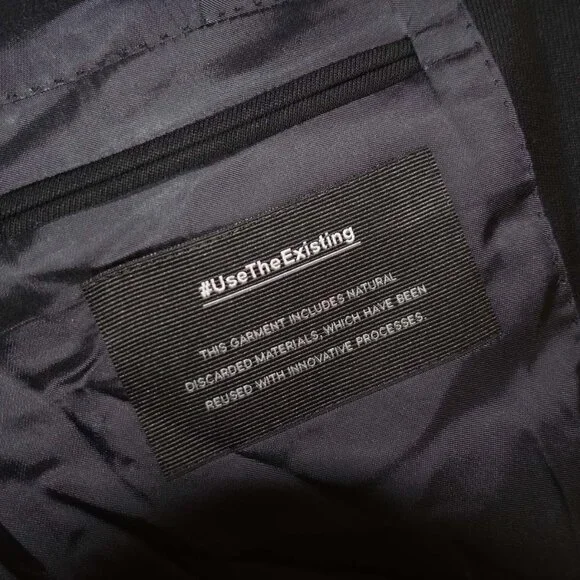 #UseTheExisting
THIS GARMENT INCLUDES NATURAL
DISCARDED MATERIALS, WHICH HAVE BEEN
REUSED WITH INNOVATIVE PROCESSES.